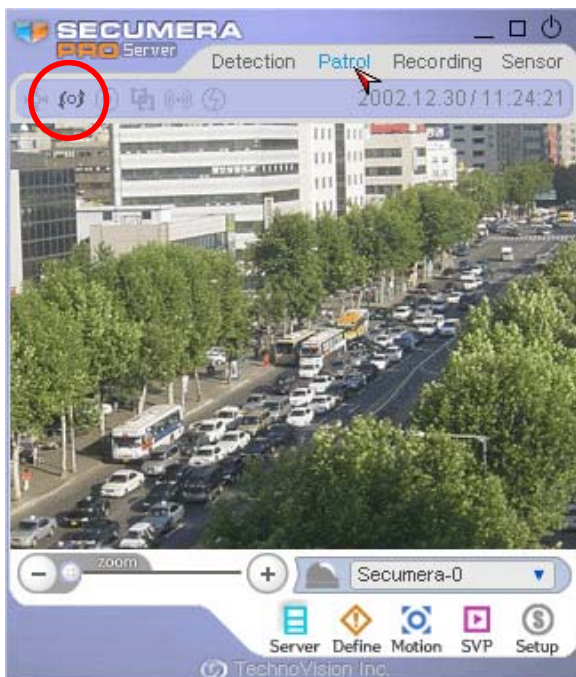 SECUMERA
PRO Server
Detection Patrol Recording Sensor
2002.12.30 / 11:24:21
zoom
Secumera-0
Server Define Motion SVP Setup
TechnoVision Inc.